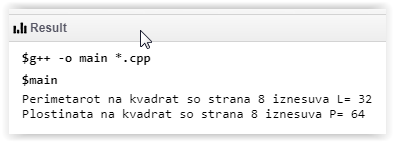 Result
$g++ -o main *.cpp
$main
Perimetarot na kvadrat so strana 8 iznesuva L= 32
Plostinata na kvadrat so strana 8 iznesuva P= 64